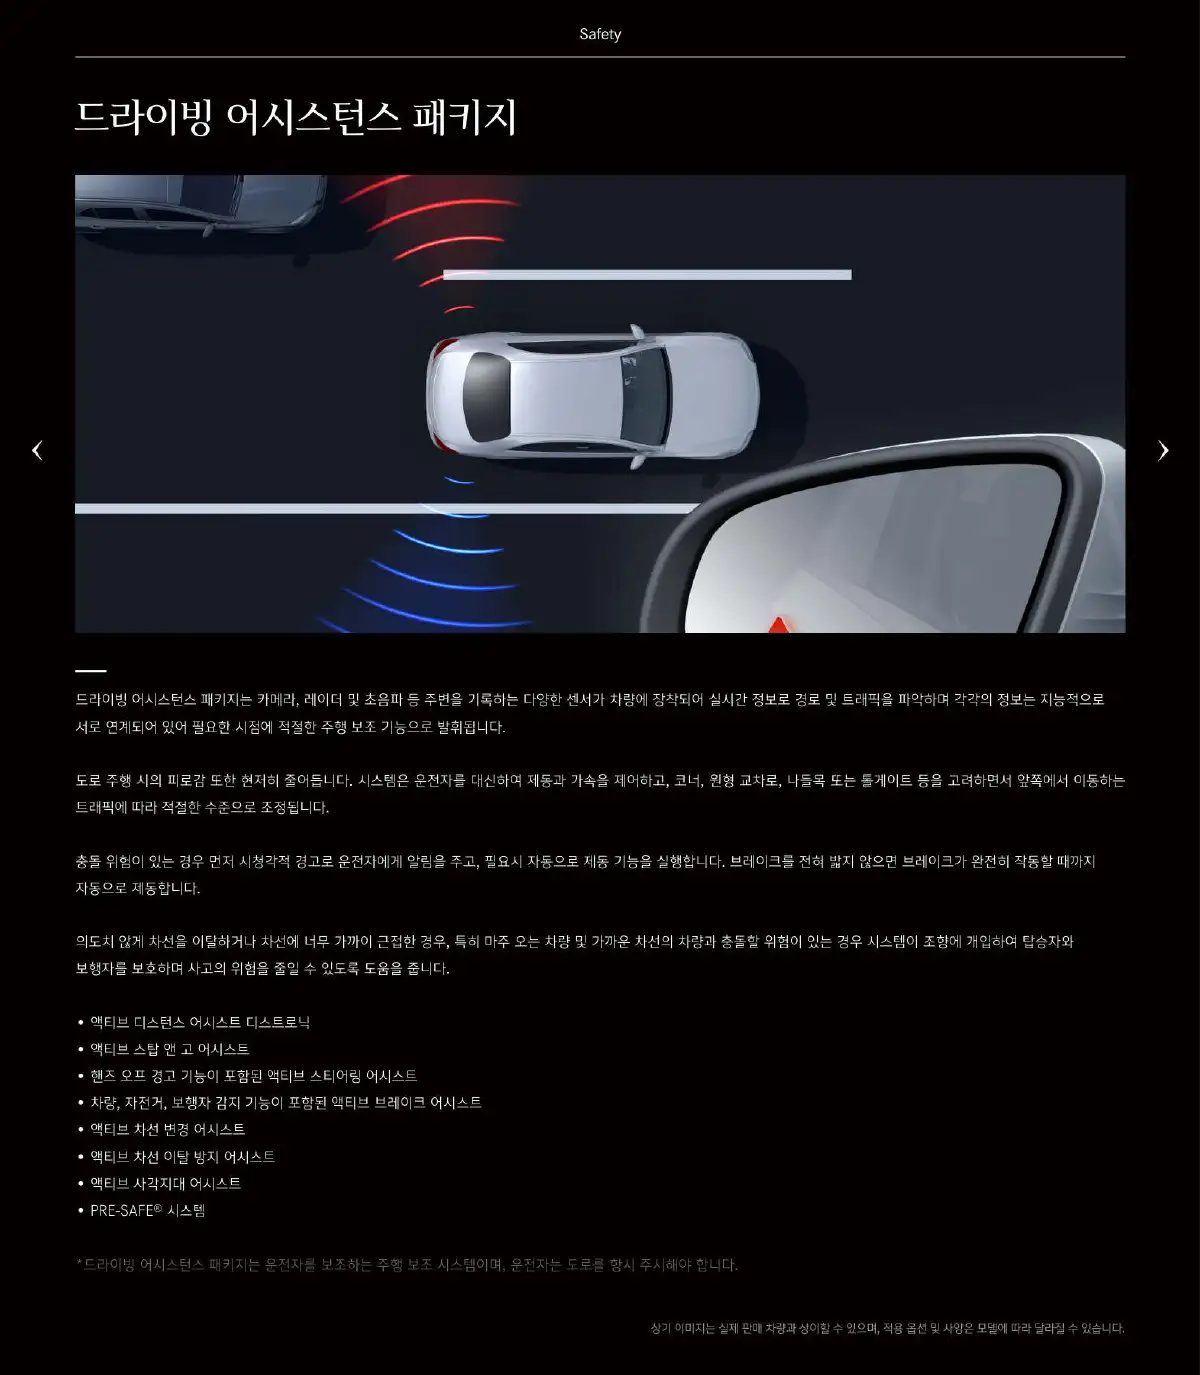 Safety
드라이빙 어시스턴스 패키지
드라이빙 어시스턴스 패키지는 카메라, 레이더 및 초음파 등 주변을 기록하는 다양한 센서가 차량에 장착되어 실시간 정보로 경로 및 트래픽을 파악하며 각각의 정보는 지능적으로
서로 연계되어 있어 필요한 시점에 적절한 주행 보조 기능으로 발휘됩니다.
도로 주행 시의 피로감 또한 현저히 줄어듭니다. 시스템은 운전자를 대신하여 제동과 가속을 제어하고, 코너, 원형 교차로, 나들목 또는 톨게이트 등을 고려하면서 앞쪽에서 이동하는
트래픽에 따라 적절한 수준으로 조정됩니다.
충돌 위험이 있는 경우 먼저 시청각적 경고로 운전자에게 알림을 주고, 필요시 자동으로 제동 기능을 실행합니다. 브레이크를 전혀 밟지 않으면 브레이크가 완전히 작동할 때까지
자동으로 제동합니다.
의도치 않게 차선을 이탈하거나 차선에 너무 가까이 근접한 경우, 특히 마주 오는 차량 및 가까운 차선의 차량과 충돌할 위험이 있는 경우 시스템이 조향에 개입하여 탑승자와
보행자를 보호하며 사고의 위험을 줄일 수 있도록 도움을 줍니다.
• 액티브 디스턴스 어시스트 디스트로닉
• 액티브 스탑 앤 고 어시스트
• 핸즈 오프 경고 기능이 포함된 액티브 스티어링 어시스트
• 차량, 자전거, 보행자 감지 기능이 포함된 액티브 브레이크 어시스트
• 액티브 차선 변경 어시스트
• 액티브 차선 이탈 방지 어시스트
• 액티브 사각지대 어시스트
• PRE-SAFE® 시스템
*드라이빙 어시스턴스 패키지는 운전자를 보조하는 주행 보조 시스템이며, 운전자는 도로를 항시 주시해야 합니다.
상기 이미지는 실제 판매 차량과 상이할 수 있으며, 적용 옵션 및 사양은 모델에 따라 달라질 수 있습니다.